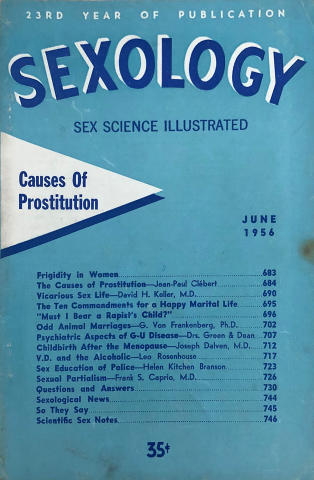 23RD YEAR OF PUBLICATION
SEXOLOGY
SEX SCIENCE ILLUSTRATED
Causes Of
Prostitution
JUNE
1956
Frigidity in Women 683
The Causes of Prostitution—Jean-Paul Clébert 684
Vicarious Sex Life—David H. Keller, M.D. 690
The Ten Commandments for a Happy Marital Life 695
"Must I Bear a Rapist's Child?" 696
Odd Animal Marriages—G. Von Frankenberg, Ph.D. 702
Psychiatric Aspects of G-U Disease—Drs. Green & Dean 707
Childbirth After the Menopause—Joseph Dalven, M.D. 712
V.D. and the Alcoholic—Leo Rosenhouse 717
Sex Education of Police—Helen Kitchen Branson 723
Sexual Partialism—Frank S. Caprio, M.D. 726
Questions and Answers 730
Sexological News 744
So They Say 745
Scientific Sex Notes 746
35¢